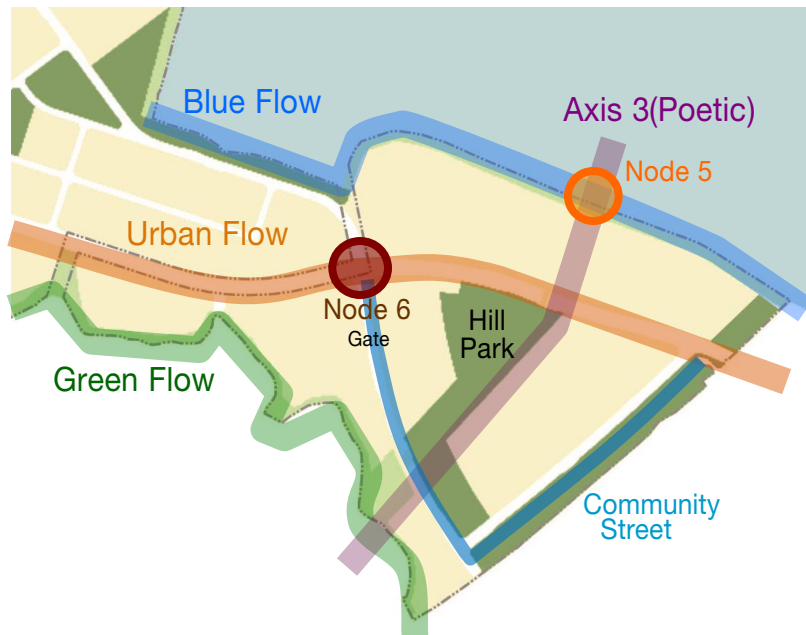 Blue Flow
Axis 3(Poetic)
Node 5
Urban Flow
Node 6
Gate
Hill
Park
Green Flow
Community
Street